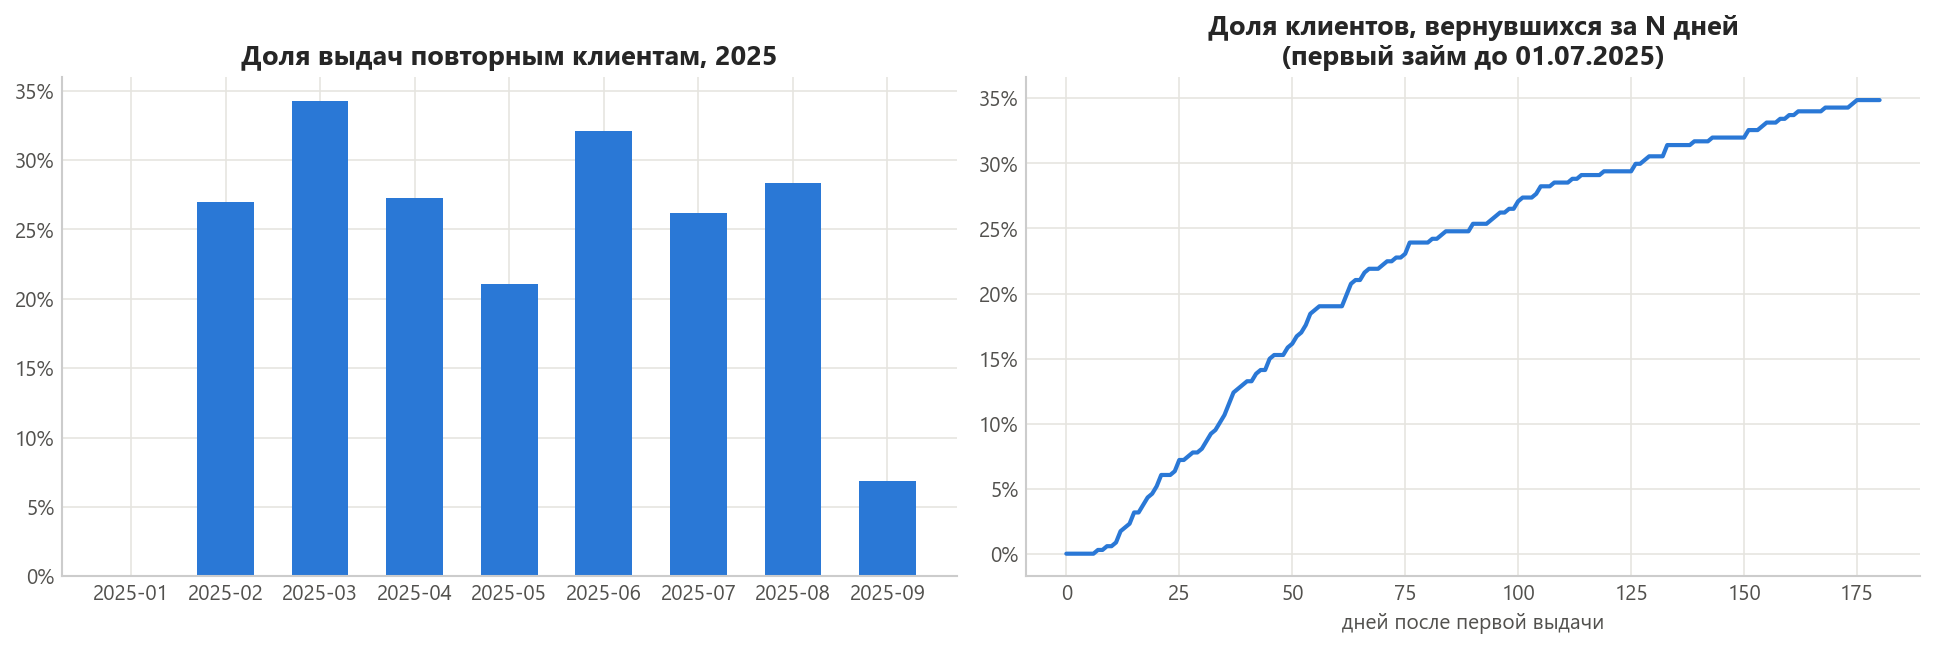 Доля выдач повторным клиентам, 2025
35%
30%
25%
20%
15%
10%
5%
0%
2025-01 2025-02 2025-03 2025-04 2025-05 2025-06 2025-07 2025-08 2025-09
Доля клиентов, вернувшихся за N дней
(первый займ до 01.07.2025)
35%
30%
25%
20%
15%
10%
5%
0%
0 25 50 75 100 125 150 175
дней после первой выдачи